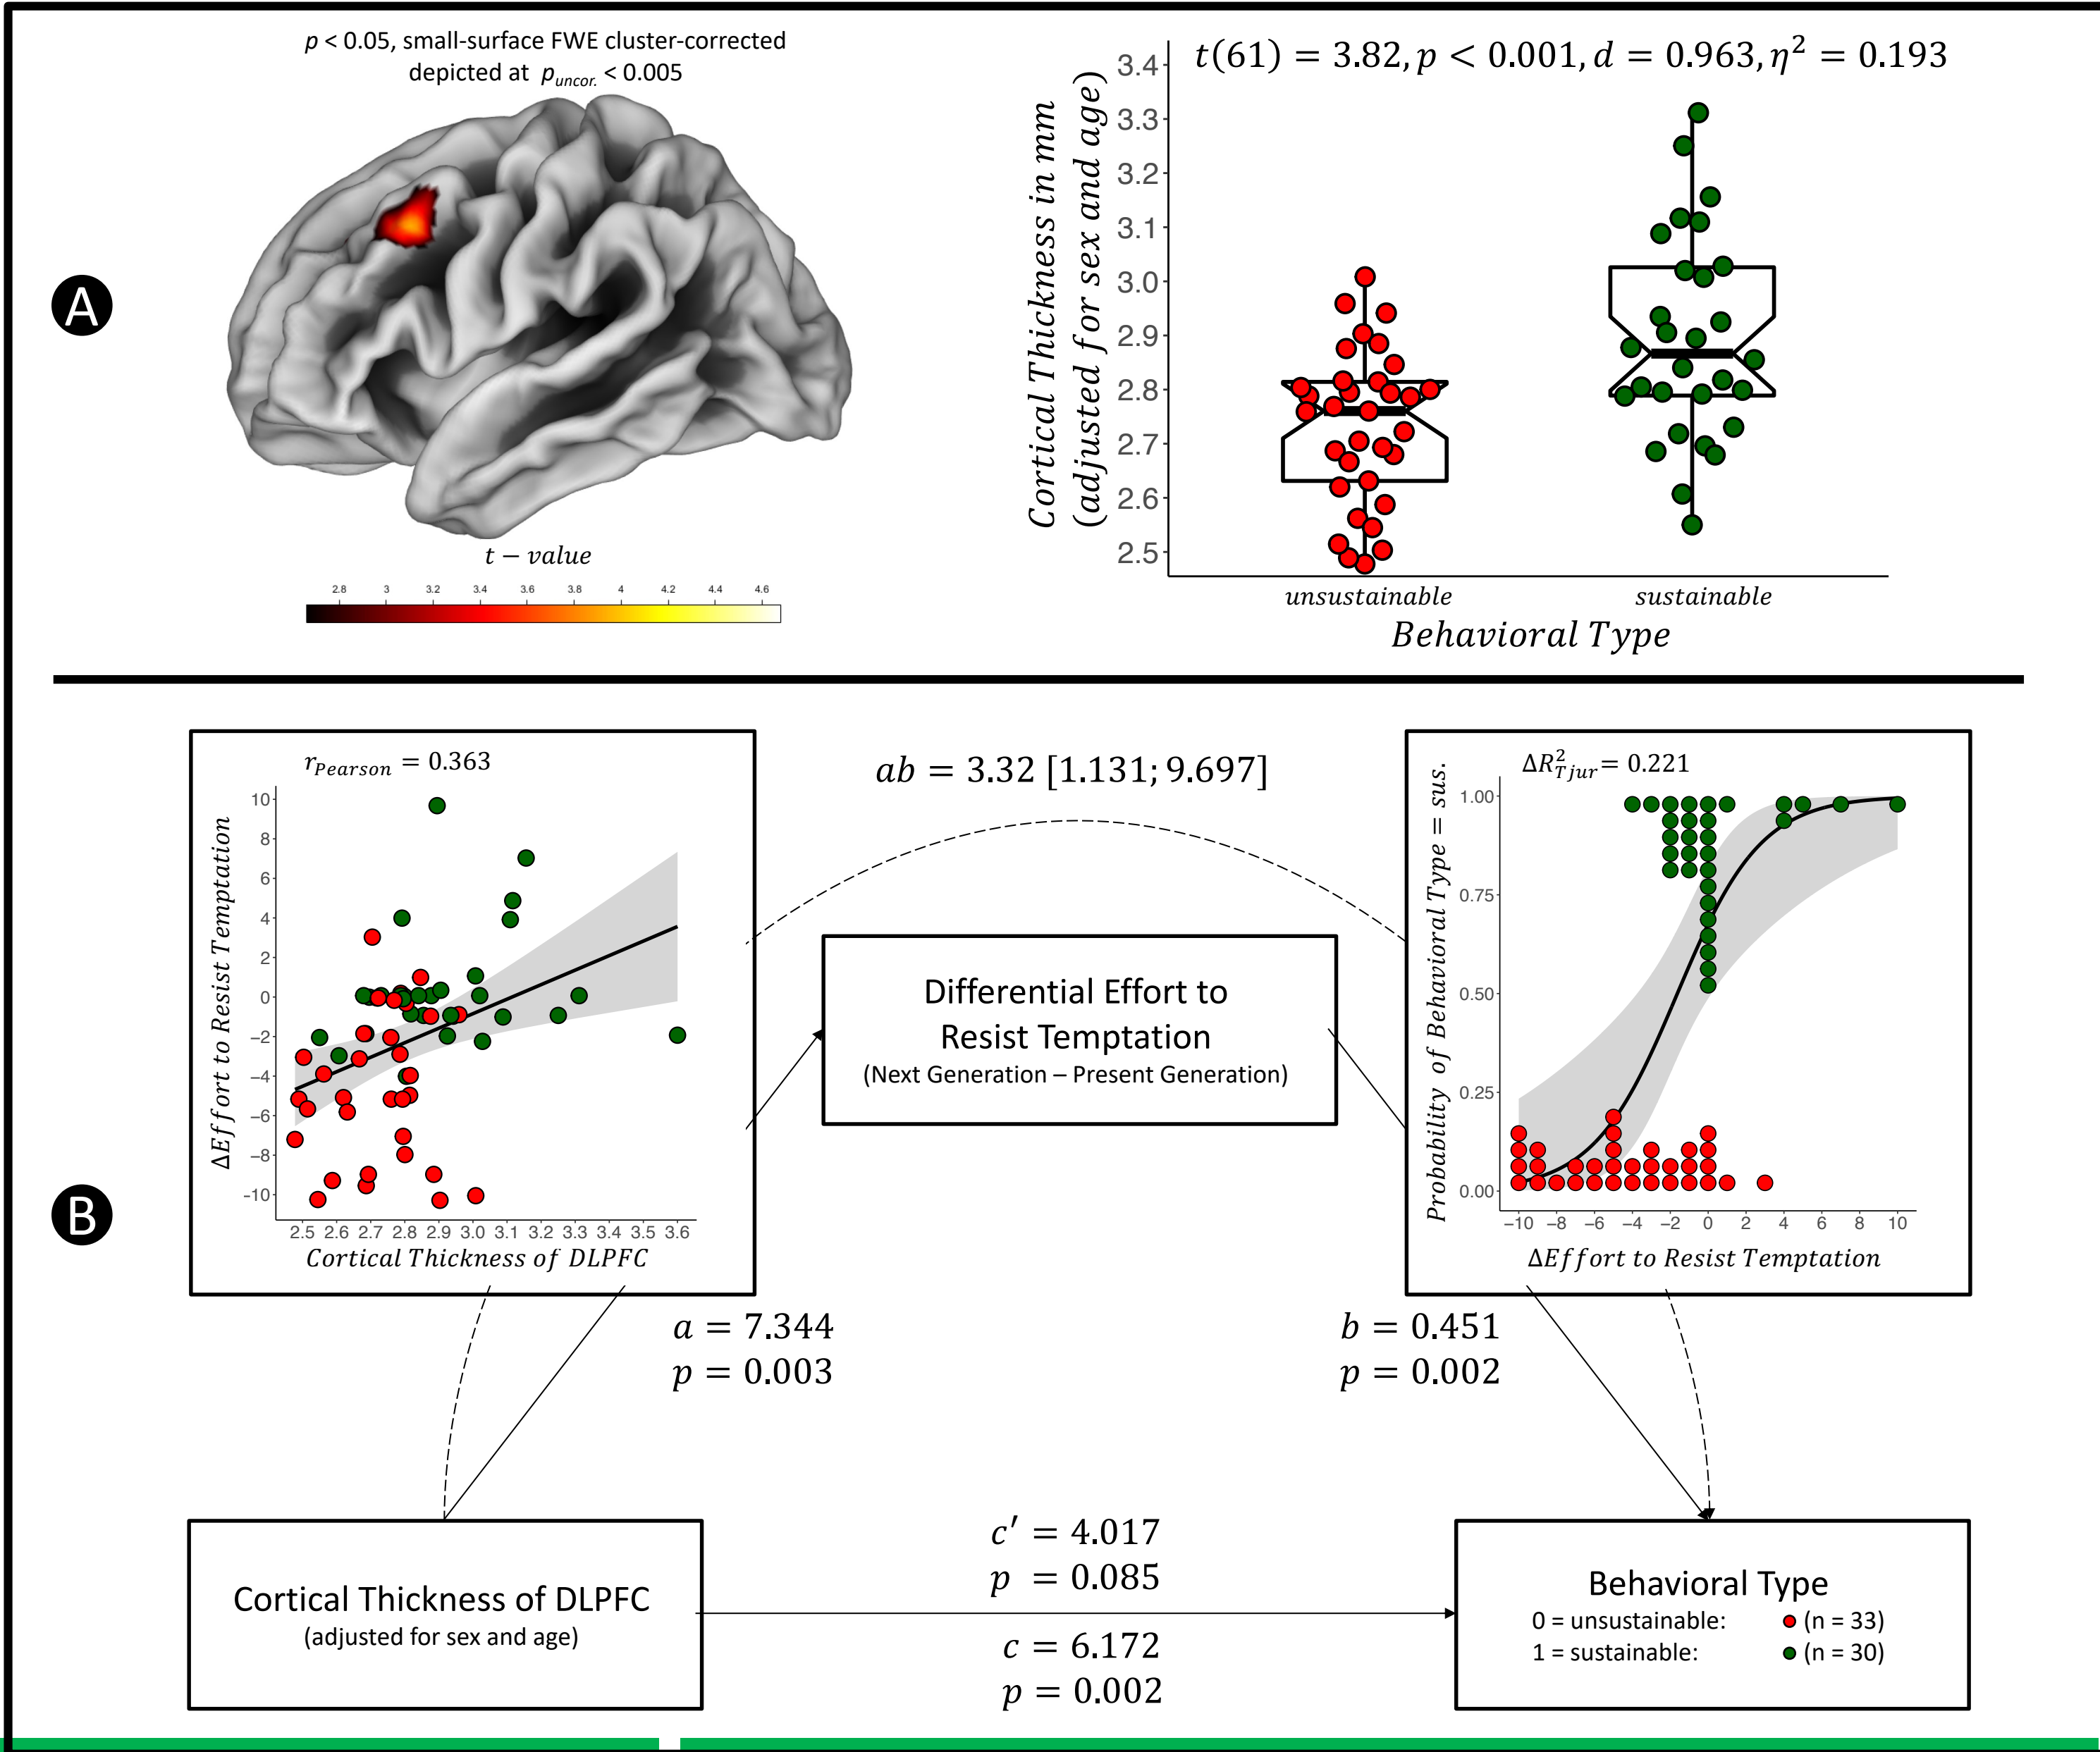 p < 0.05, small-surface FWE cluster-corrected
depicted at p_uncor. < 0.005
A
t − value
2.8 3 3.2 3.4 3.6 3.8 4 4.2 4.4 4.6
t(61) = 3.82, p < 0.001, d = 0.963, η² = 0.193
Cortical Thickness in mm
(adjusted for sex and age)
3.4
3.3
3.2
3.1
3.0
2.9
2.8
2.7
2.6
2.5
unsustainable sustainable
Behavioral Type
B
r_Pearson = 0.363
ΔEffort to Resist Temptation
10
8
6
4
2
0
−2
−4
−6
−8
−10
2.5 2.6 2.7 2.8 2.9 3.0 3.1 3.2 3.3 3.4 3.5 3.6
Cortical Thickness of DLPFC
ab = 3.32 [1.131; 9.697]
Differential Effort to
Resist Temptation
(Next Generation – Present Generation)
ΔR²_Tjur = 0.221
Probability of Behavioral Type = sus.
1.00
0.75
0.50
0.25
0.00
−10 −8 −6 −4 −2 0 2 4 6 8 10
ΔEffort to Resist Temptation
a = 7.344
p = 0.003
b = 0.451
p = 0.002
Cortical Thickness of DLPFC
(adjusted for sex and age)
c′ = 4.017
p = 0.085
c = 6.172
p = 0.002
Behavioral Type
0 = unsustainable: (n = 33)
1 = sustainable: (n = 30)